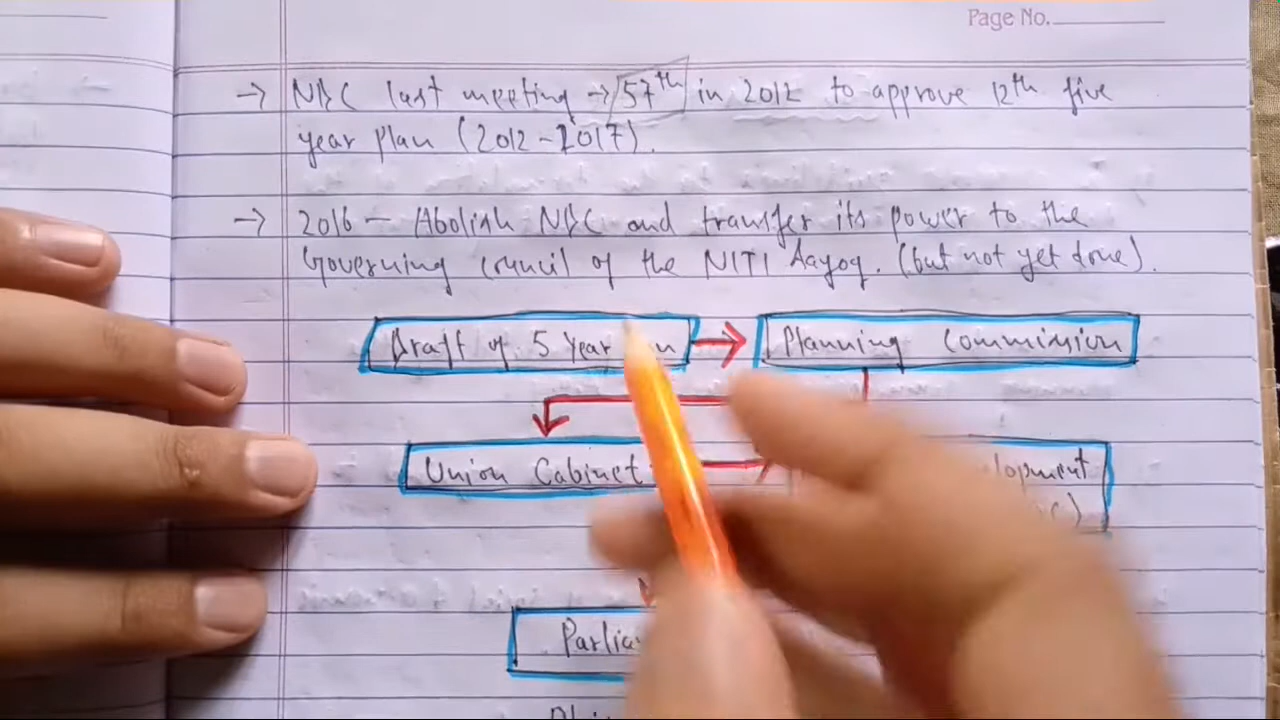 Page No.
→ NDC last meeting → 57th in 2012 to approve 12th five
year plan (2012-2017).
→ 2016 - Abolish NDC and transfer its power to the
Governing Council of the NITI Aayog. (but not yet done).
Draft of 5 Year
Planning Commission
Union Cabinet